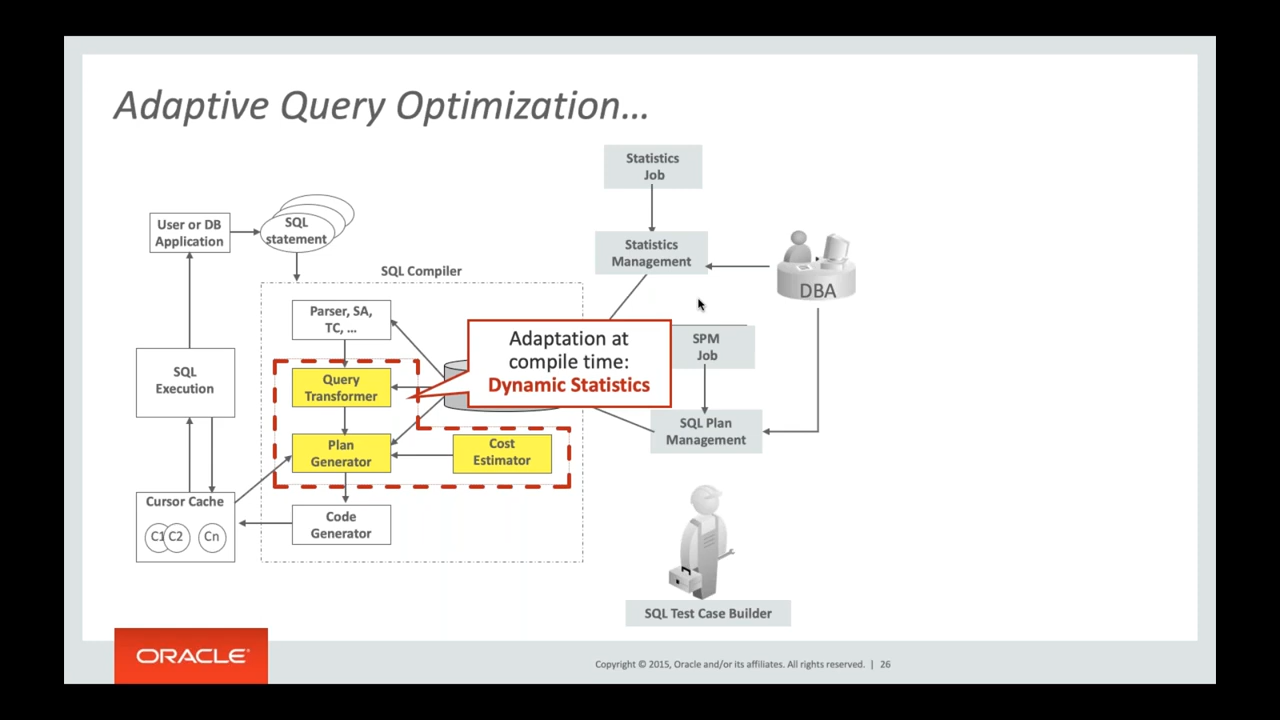 Adaptive Query Optimization...
Statistics
Job
User or DB
Application
SQL
statement
Statistics
Management
DBA
SQL Compiler
Parser, SA,
TC, ...
Adaptation at
compile time:
Dynamic Statistics
SPM
Job
SQL
Execution
Query
Transformer
SQL Plan
Management
Plan
Generator
Cost
Estimator
Cursor Cache
C1 C2 Cn
Code
Generator
SQL Test Case Builder
ORACLE®
Copyright © 2015, Oracle and/or its affiliates. All rights reserved. | 26